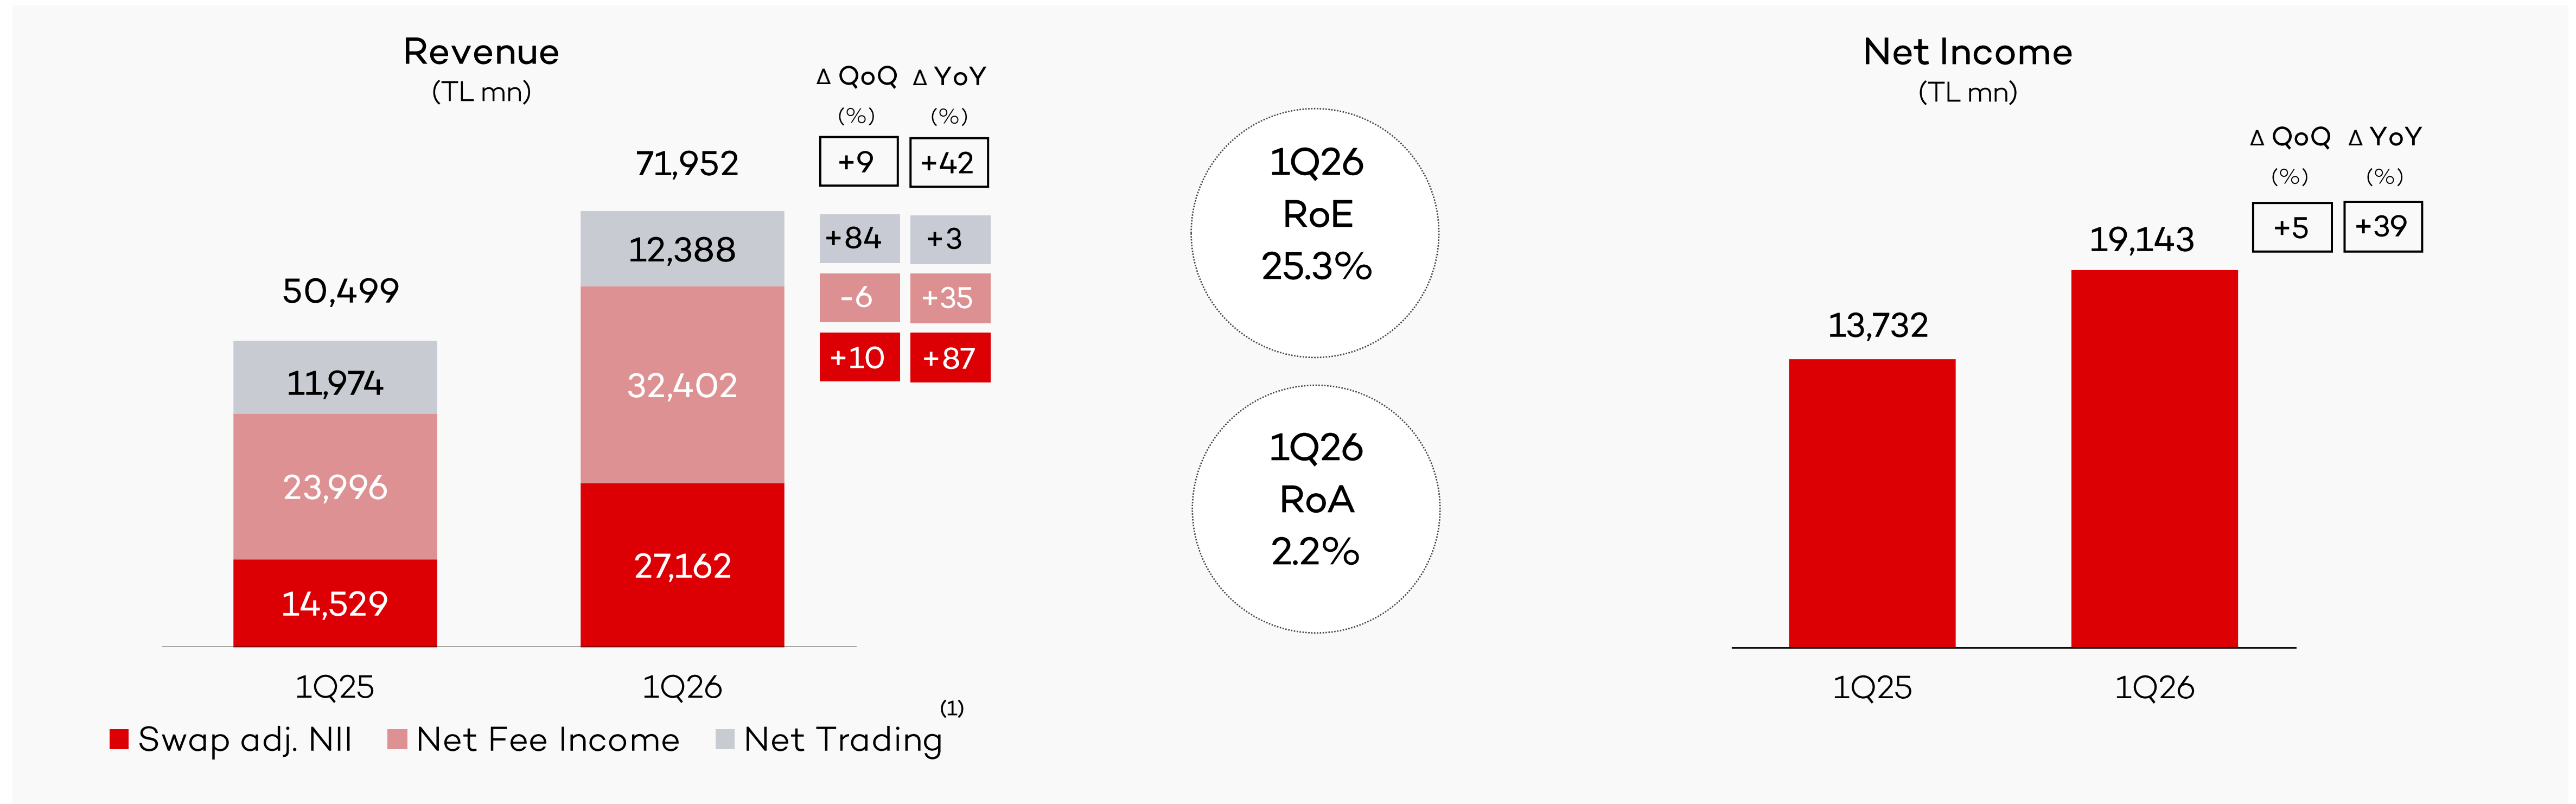 Revenue
(TL mn)
Δ QoQ Δ YoY
(%) (%)
+9 +42
71,952
12,388
32,402
27,162
+84 +3
-6 +35
+10 +87
50,499
11,974
23,996
14,529
1Q25 1Q26
Swap adj. NII Net Fee Income Net Trading (1)
1Q26
RoE
25.3%
1Q26
RoA
2.2%
Net Income
(TL mn)
Δ QoQ Δ YoY
(%) (%)
+5 +39
19,143
13,732
1Q25 1Q26